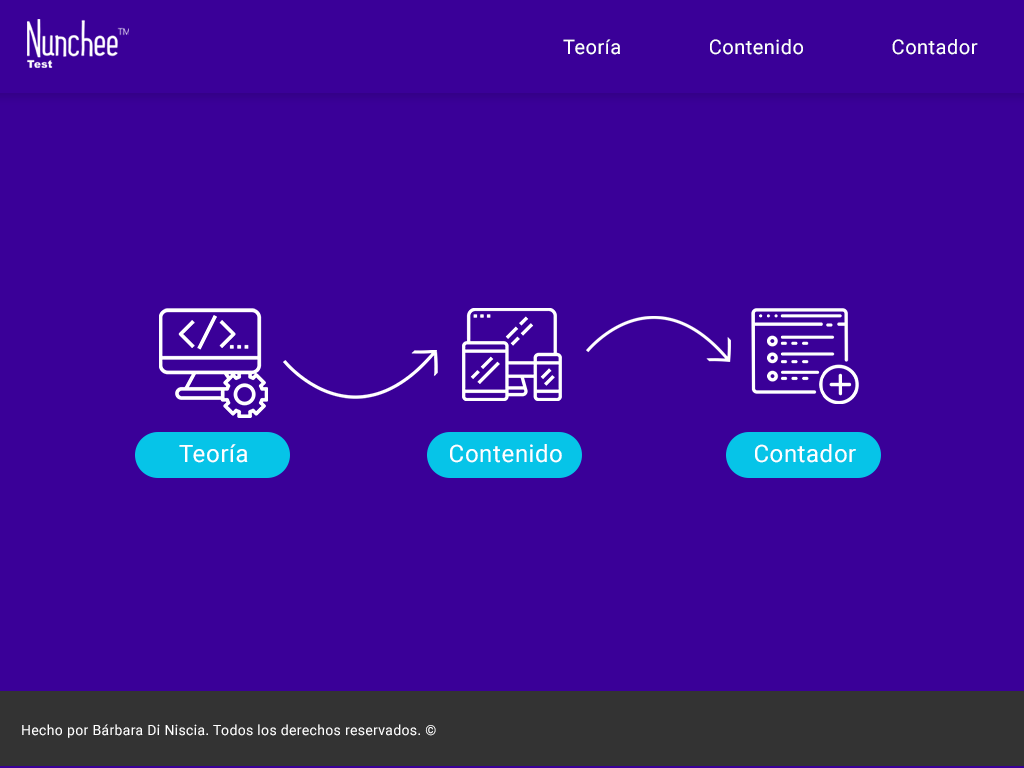 Nunchee™
Test
Teoría
Contenido
Contador
Teoría
Contenido
Contador
Hecho por Bárbara Di Niscia. Todos los derechos reservados. ©